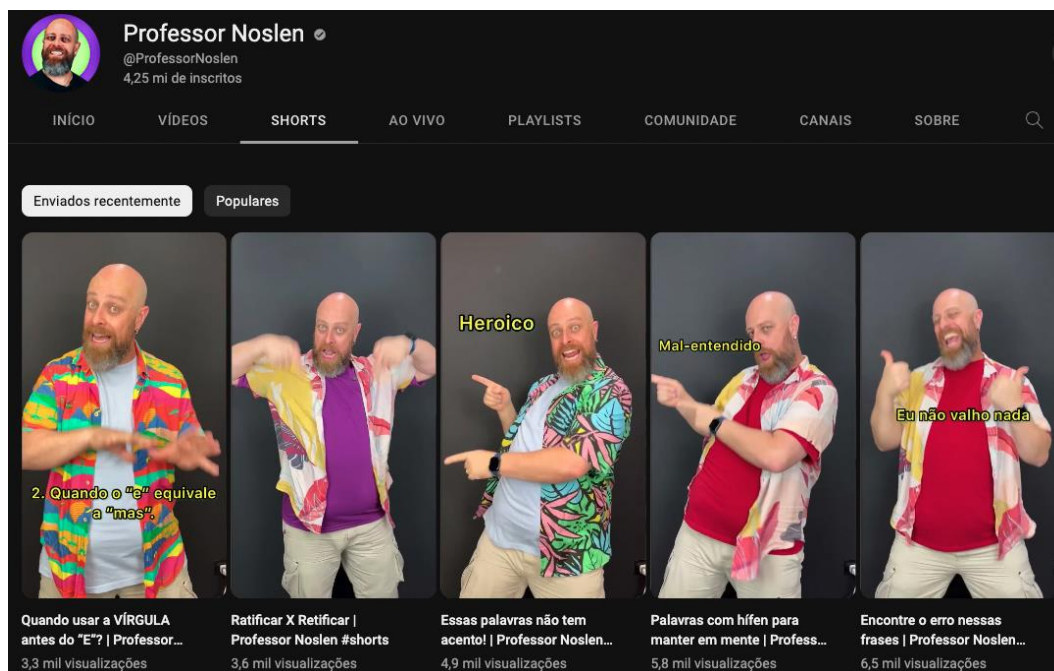 Professor Noslen
@ProfessorNoslen
4,25 mi de inscritos
INÍCIO VÍDEOS SHORTS AO VIVO PLAYLISTS COMUNIDADE CANAIS SOBRE
Enviados recentemente Populares
2. Quando o "e" equivale
a "mas".
Heroico
Mal-entendido
Eu não valho nada
Quando usar a VÍRGULA
antes do "E"? | Professor...
3,3 mil visualizações
Ratificar X Retificar |
Professor Noslen #shorts
3,6 mil visualizações
Essas palavras não tem
acento! | Professor Noslen...
4,9 mil visualizações
Palavras com hífen para
manter em mente | Profess...
5,8 mil visualizações
Encontre o erro nessas
frases | Professor Noslen...
6,5 mil visualizações